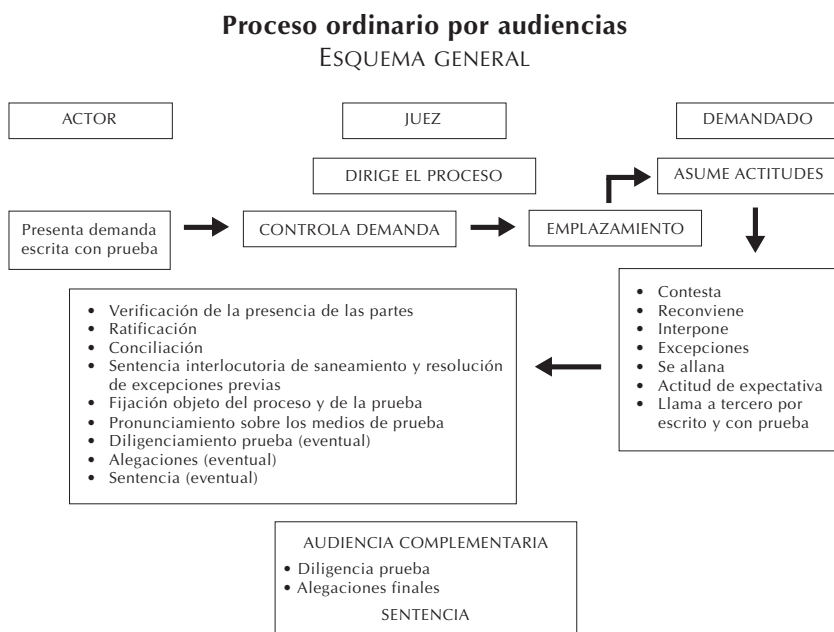 Proceso ordinario por audiencias
ESQUEMA GENERAL
ACTOR
JUEZ
DEMANDADO
DIRIGE EL PROCESO
ASUME ACTITUDES
Presenta demanda
escrita con prueba
CONTROLA DEMANDA
EMPLAZAMIENTO
• Contesta
• Reconviene
• Interpone
• Excepciones
• Se allana
• Actitud de expectativa
• Llama a tercero por
escrito y con prueba
• Verificación de la presencia de las partes
• Ratificación
• Conciliación
• Sentencia interlocutoria de saneamiento y resolución
de excepciones previas
• Fijación objeto del proceso y de la prueba
• Pronunciamiento sobre los medios de prueba
• Diligenciamiento prueba (eventual)
• Alegaciones (eventual)
• Sentencia (eventual)
AUDIENCIA COMPLEMENTARIA
• Diligencia prueba
• Alegaciones finales
SENTENCIA